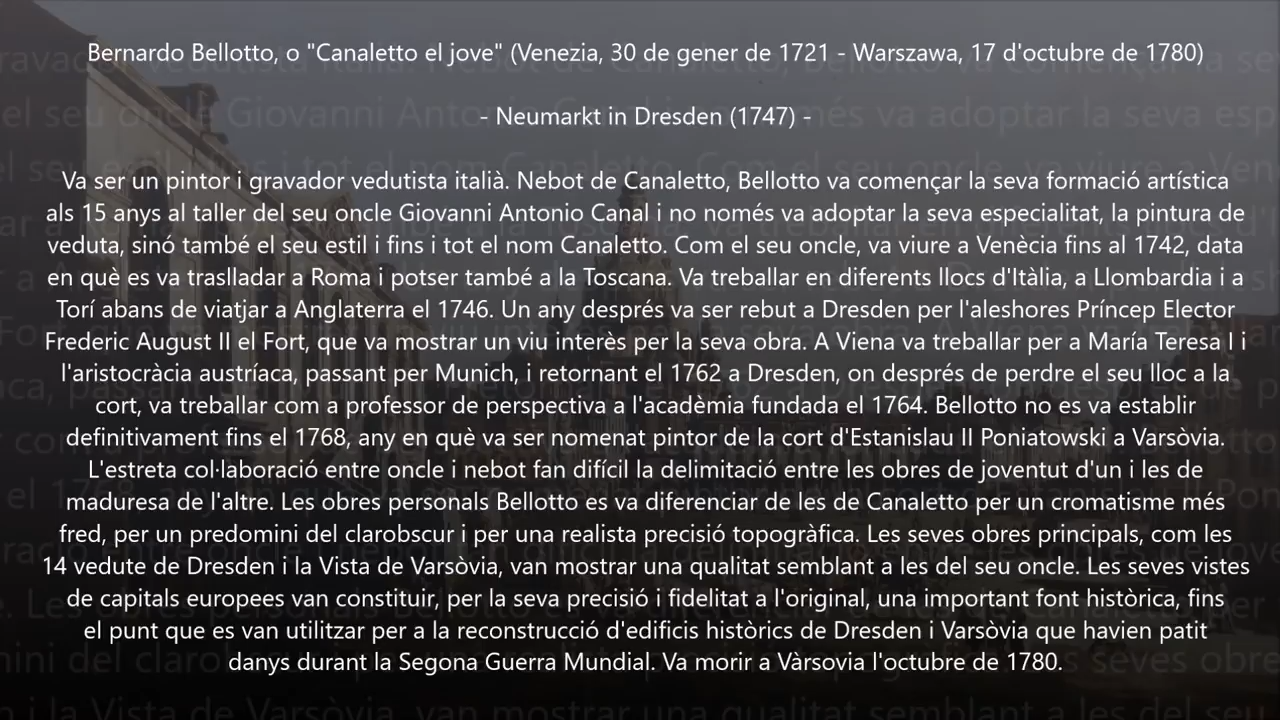 Bernardo Bellotto, o "Canaletto el jove" (Venezia, 30 de gener de 1721 - Warszawa, 17 d'octubre de 1780)
- Neumarkt in Dresden (1747) -
Va ser un pintor i gravador vedutista italià. Nebot de Canaletto, Bellotto va començar la seva formació artística
als 15 anys al taller del seu oncle Giovanni Antonio Canal i no només va adoptar la seva especialitat, la pintura de
veduta, sinó també el seu estil i fins i tot el nom Canaletto. Com el seu oncle, va viure a Venècia fins al 1742, data
en què es va traslladar a Roma i potser també a la Toscana. Va treballar en diferents llocs d'Itàlia, a Llombardia i a
Torí abans de viatjar a Anglaterra el 1746. Un any després va ser rebut a Dresden per l'aleshores Príncep Elector
Frederic August II el Fort, que va mostrar un viu interès per la seva obra. A Viena va treballar per a María Teresa I i
l'aristocràcia austríaca, passant per Munich, i retornant el 1762 a Dresden, on després de perdre el seu lloc a la
cort, va treballar com a professor de perspectiva a l'acadèmia fundada el 1764. Bellotto no es va establir
definitivament fins el 1768, any en què va ser nomenat pintor de la cort d'Estanislau II Poniatowski a Varsòvia.
L'estreta col·laboració entre oncle i nebot fan difícil la delimitació entre les obres de joventut d'un i les de
maduresa de l'altre. Les obres personals Bellotto es va diferenciar de les de Canaletto per un cromatisme més
fred, per un predomini del clarobscur i per una realista precisió topogràfica. Les seves obres principals, com les
14 vedute de Dresden i la Vista de Varsòvia, van mostrar una qualitat semblant a les del seu oncle. Les seves vistes
de capitals europees van constituir, per la seva precisió i fidelitat a l'original, una important font històrica, fins
el punt que es van utilitzar per a la reconstrucció d'edificis històrics de Dresden i Varsòvia que havien patit
danys durant la Segona Guerra Mundial. Va morir a Vàrsovia l'octubre de 1780.